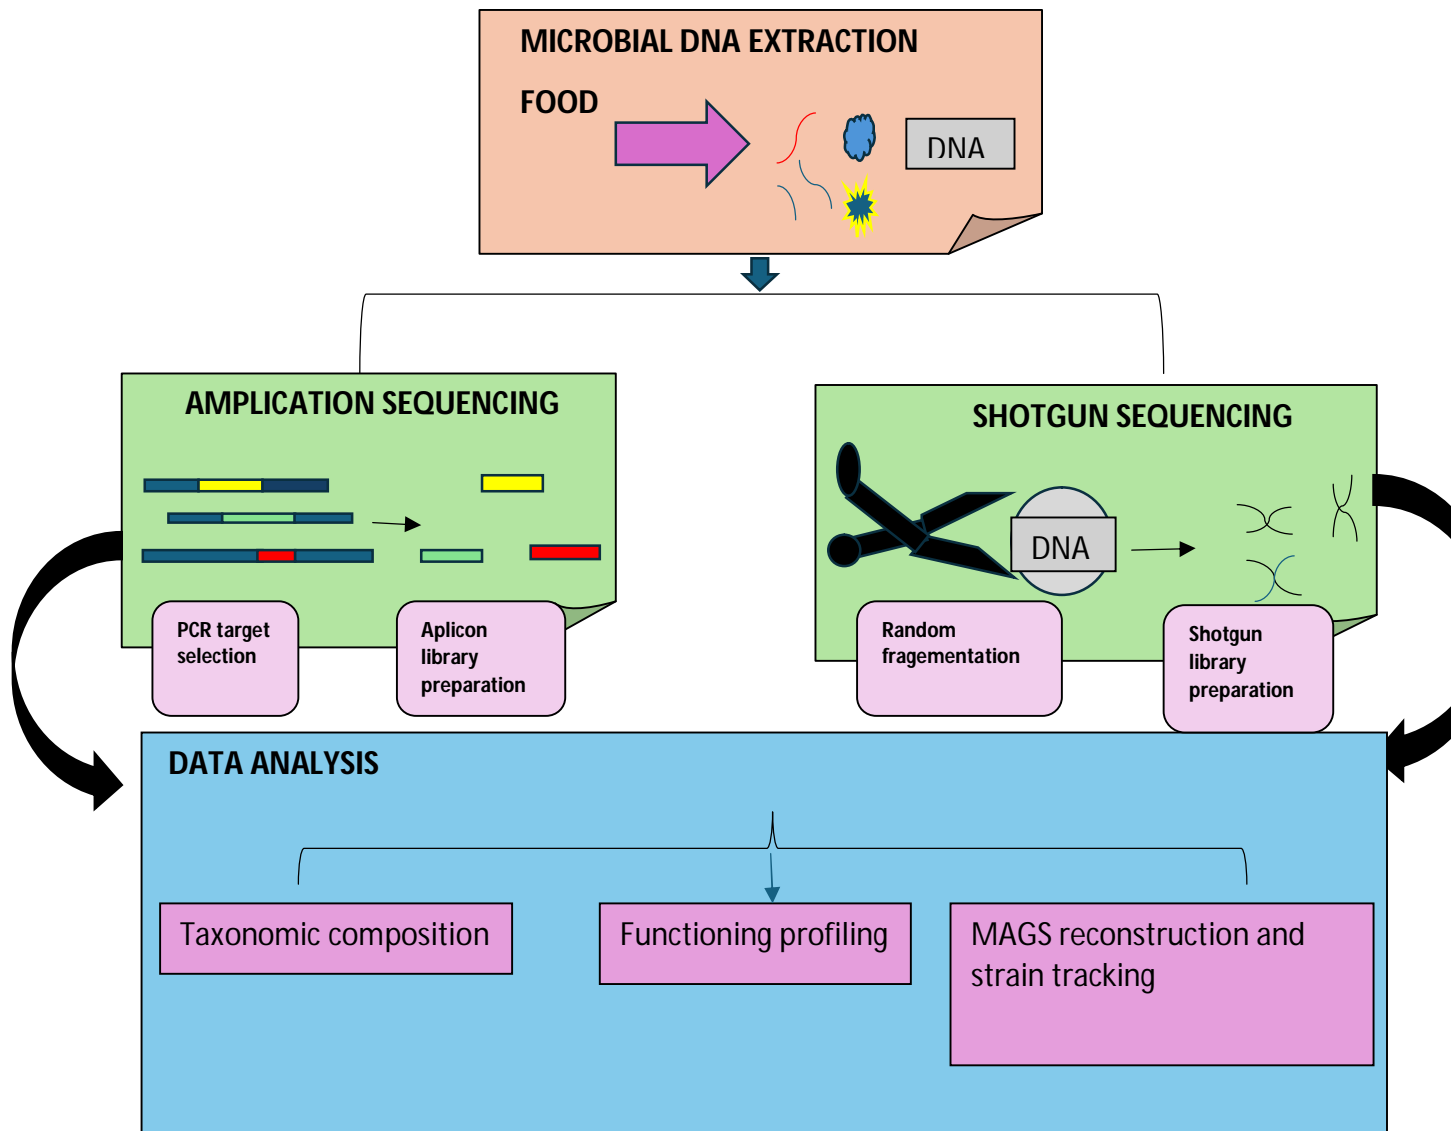 MICROBIAL DNA EXTRACTION
FOOD
DNA
AMPLICATION SEQUENCING
PCR target
selection
Aplicon
library
preparation
SHOTGUN SEQUENCING
DNA
Random
fragementation
Shotgun
library
preparation
DATA ANALYSIS
Taxonomic composition
Functioning profiling
MAGS reconstruction and
strain tracking